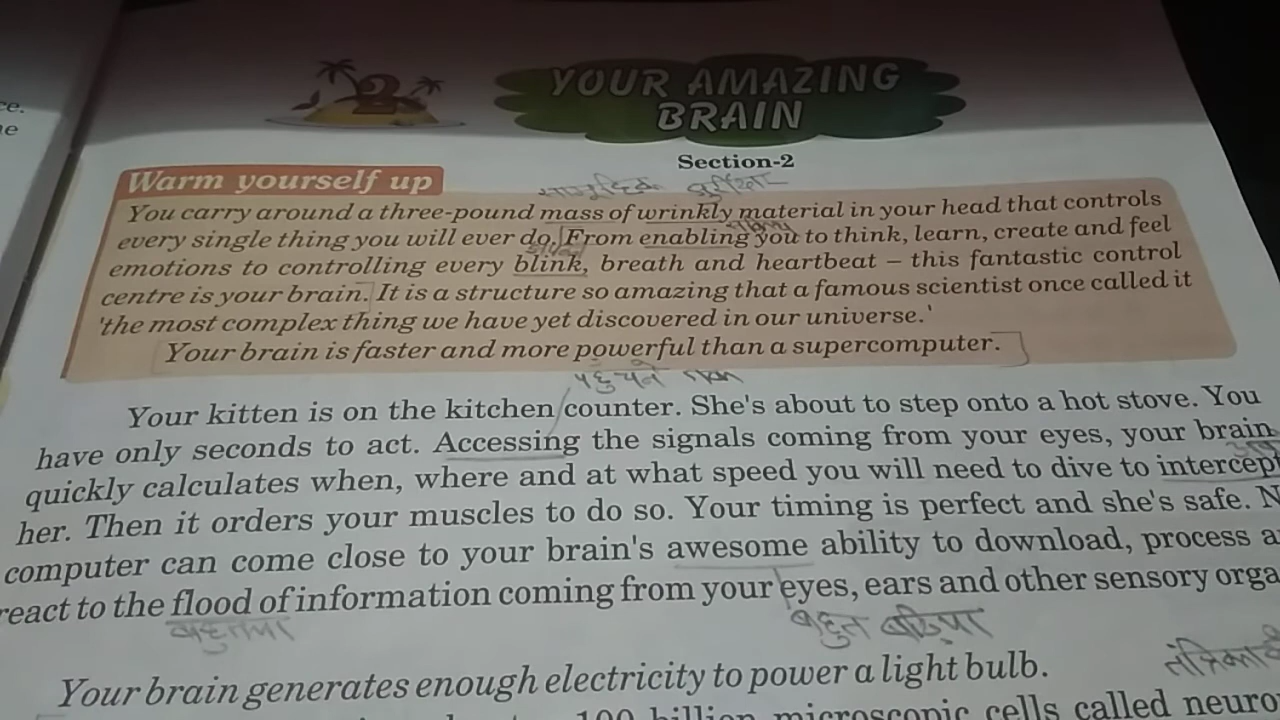 ce.
ne
2
YOUR AMAZING
BRAIN
Section-2
Warm yourself up
You carry around a three-pound mass of wrinkly material in your head that controls
every single thing you will ever do. From enabling you to think, learn, create and feel
emotions to controlling every blink, breath and heartbeat – this fantastic control
centre is your brain. It is a structure so amazing that a famous scientist once called it
'the most complex thing we have yet discovered in our universe.'
Your brain is faster and more powerful than a supercomputer.
Your kitten is on the kitchen counter. She's about to step onto a hot stove. You
have only seconds to act. Accessing the signals coming from your eyes, your brain
quickly calculates when, where and at what speed you will need to dive to intercept
her. Then it orders your muscles to do so. Your timing is perfect and she's safe. N
computer can come close to your brain's awesome ability to download, process a
react to the flood of information coming from your eyes, ears and other sensory orga
बहुत बढ़िया
Your brain generates enough electricity to power a light bulb.
100 billion microscopic cells called neuro